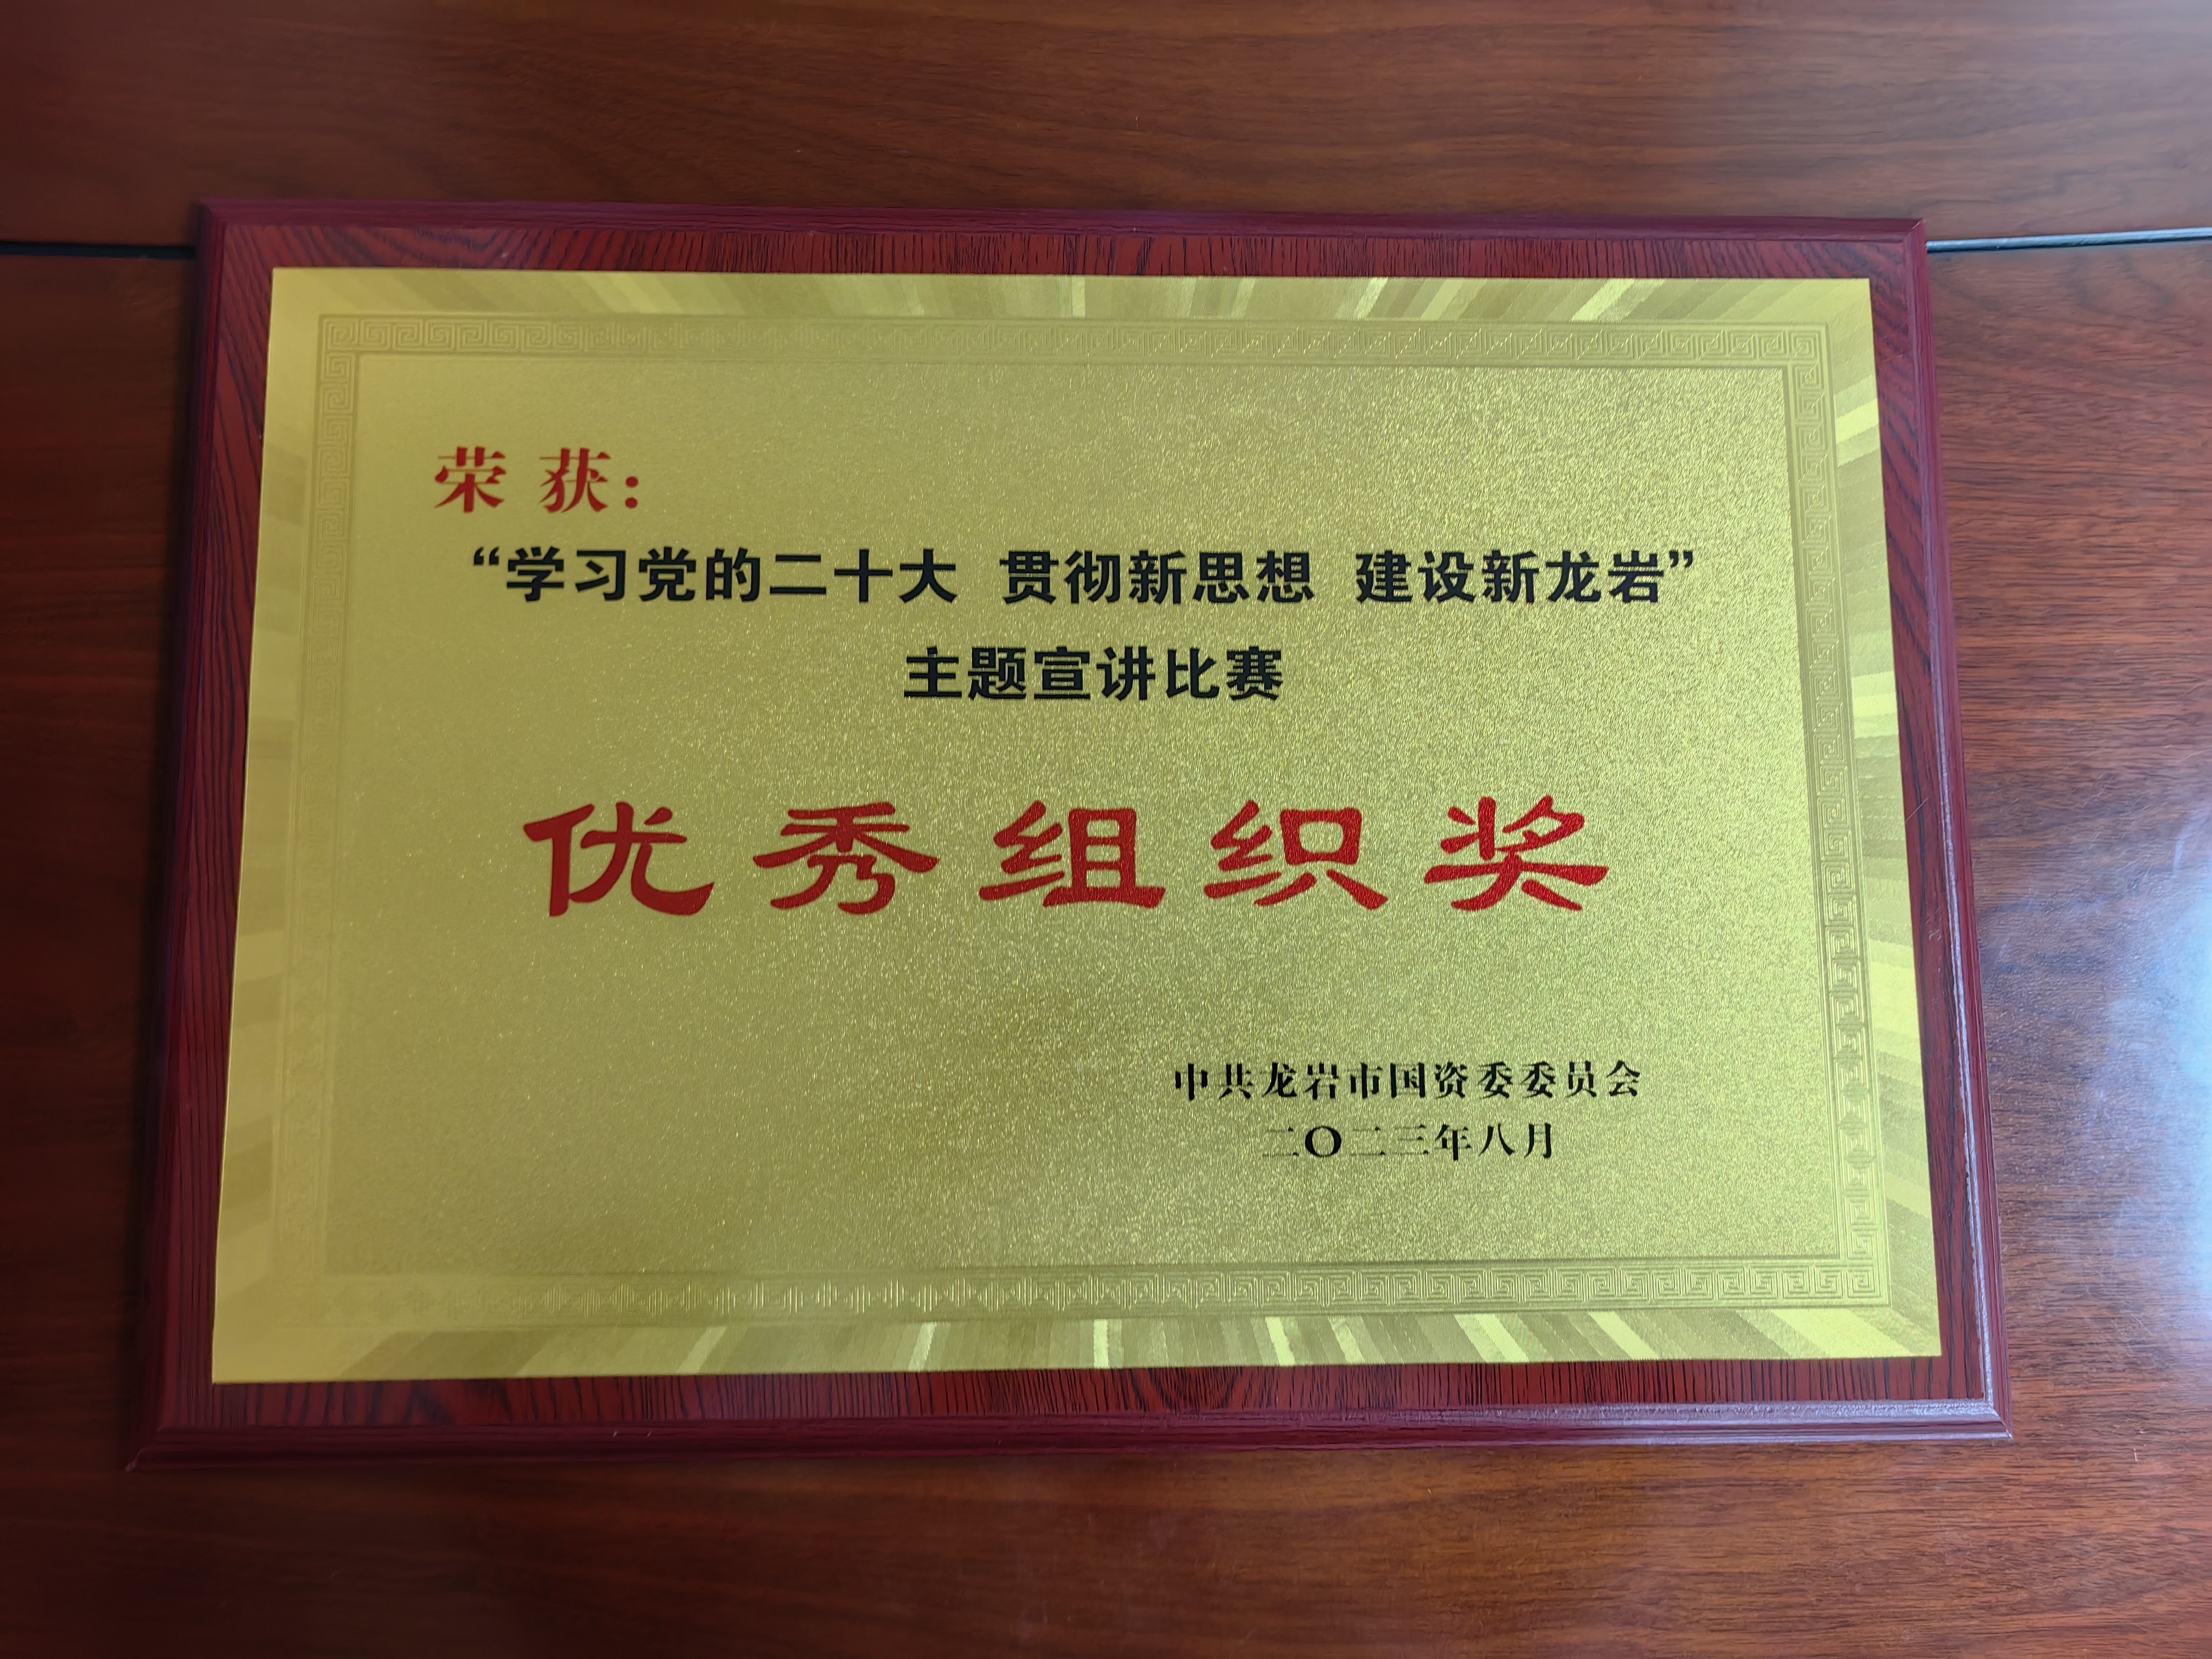 荣 获：
“学习党的二十大 贯彻新思想 建设新龙岩”
主题宣讲比赛
优秀组织奖
中共龙岩市国资委委员会
二〇二三年八月